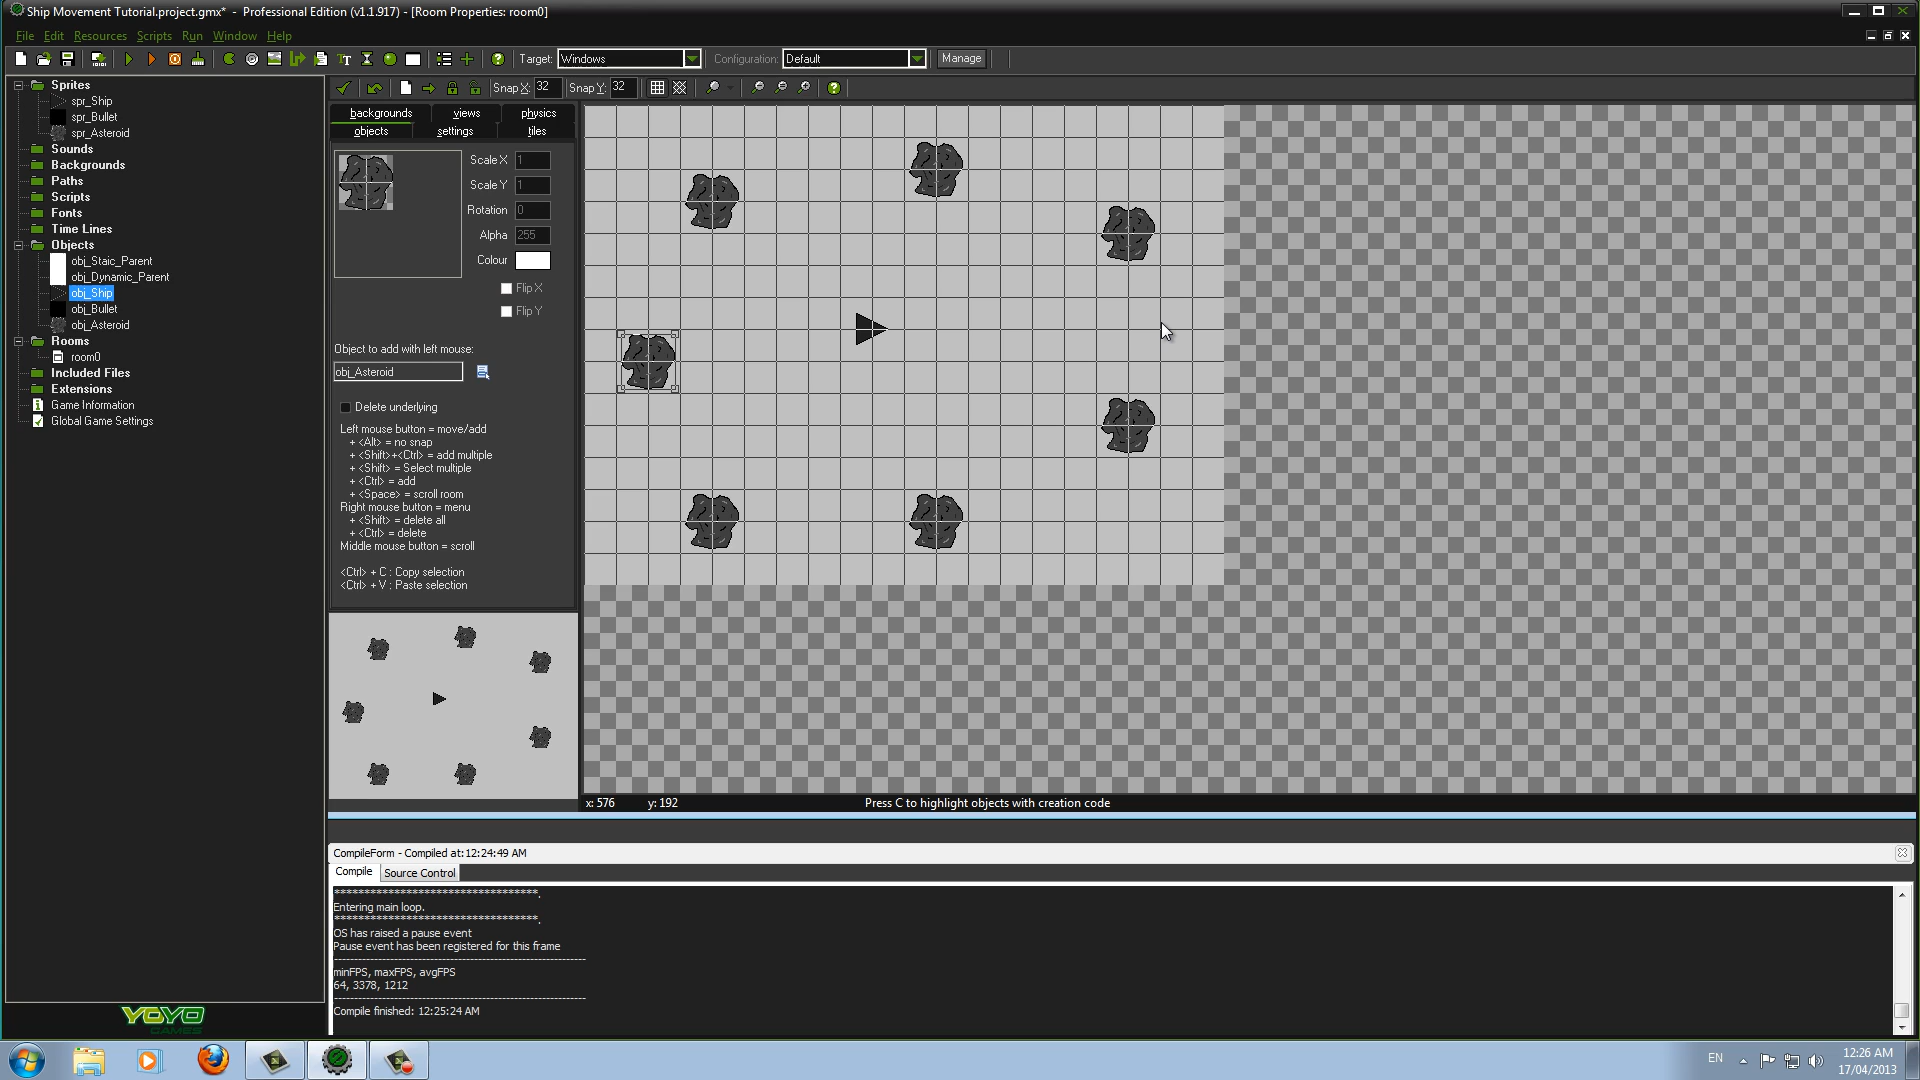 Ship Movement Tutorial.project.gmx* - Professional Edition (v1.1.917) - [Room Properties: room0]
File Edit Resources Scripts Run Window Help
Target: Windows Configuration: Default Manage
Snap X: 32 Snap Y: 32
Sprites
spr_Ship
spr_Bullet
spr_Asteroid
Sounds
Backgrounds
Paths
Scripts
Fonts
Time Lines
Objects
obj_Staic_Parent
obj_Dynamic_Parent
obj_Ship
obj_Bullet
obj_Asteroid
Rooms
room0
Included Files
Extensions
Game Information
Global Game Settings
YOYO
GAMES
backgrounds views physics
objects settings tiles
Scale X 1
Scale Y 1
Rotation 0
Alpha 255
Colour
Flip X
Flip Y
Object to add with left mouse:
obj_Asteroid
Delete underlying
Left mouse button = move/add
+ <Alt> = no snap
+ <Shift>+<Ctrl> = add multiple
+ <Shift> = Select multiple
+ <Ctrl> = add
+ <Space> = scroll room
Right mouse button = menu
+ <Shift> = delete all
+ <Ctrl> = delete
Middle mouse button = scroll
<Ctrl> + C : Copy selection
<Ctrl> + V : Paste selection
x: 576 y: 192 Press C to highlight objects with creation code
CompileForm - Compiled at:12:24:49 AM
Compile Source Control
***********************************.
Entering main loop.
***********************************.
OS has raised a pause event
Pause event has been registered for this frame
---------------------------------------------------------------
minFPS, maxFPS, avgFPS
64, 3378, 1212
---------------------------------------------------------------
Compile finished: 12:25:24 AM
EN
12:26 AM
17/04/2013